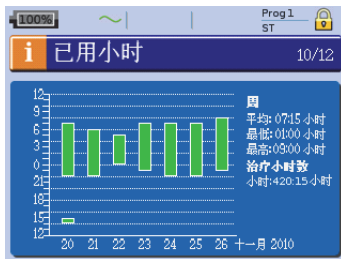 100%
Prog 1
ST
i 已用小时 10/12
12
9
6
3
0
21
18
15
12
20 21 22 23 24 25 26 十一月 2010
周
平均: 07:15 小时
最低: 01:00 小时
最高: 09:00 小时
治疗小时数
小时: 420:15 小时